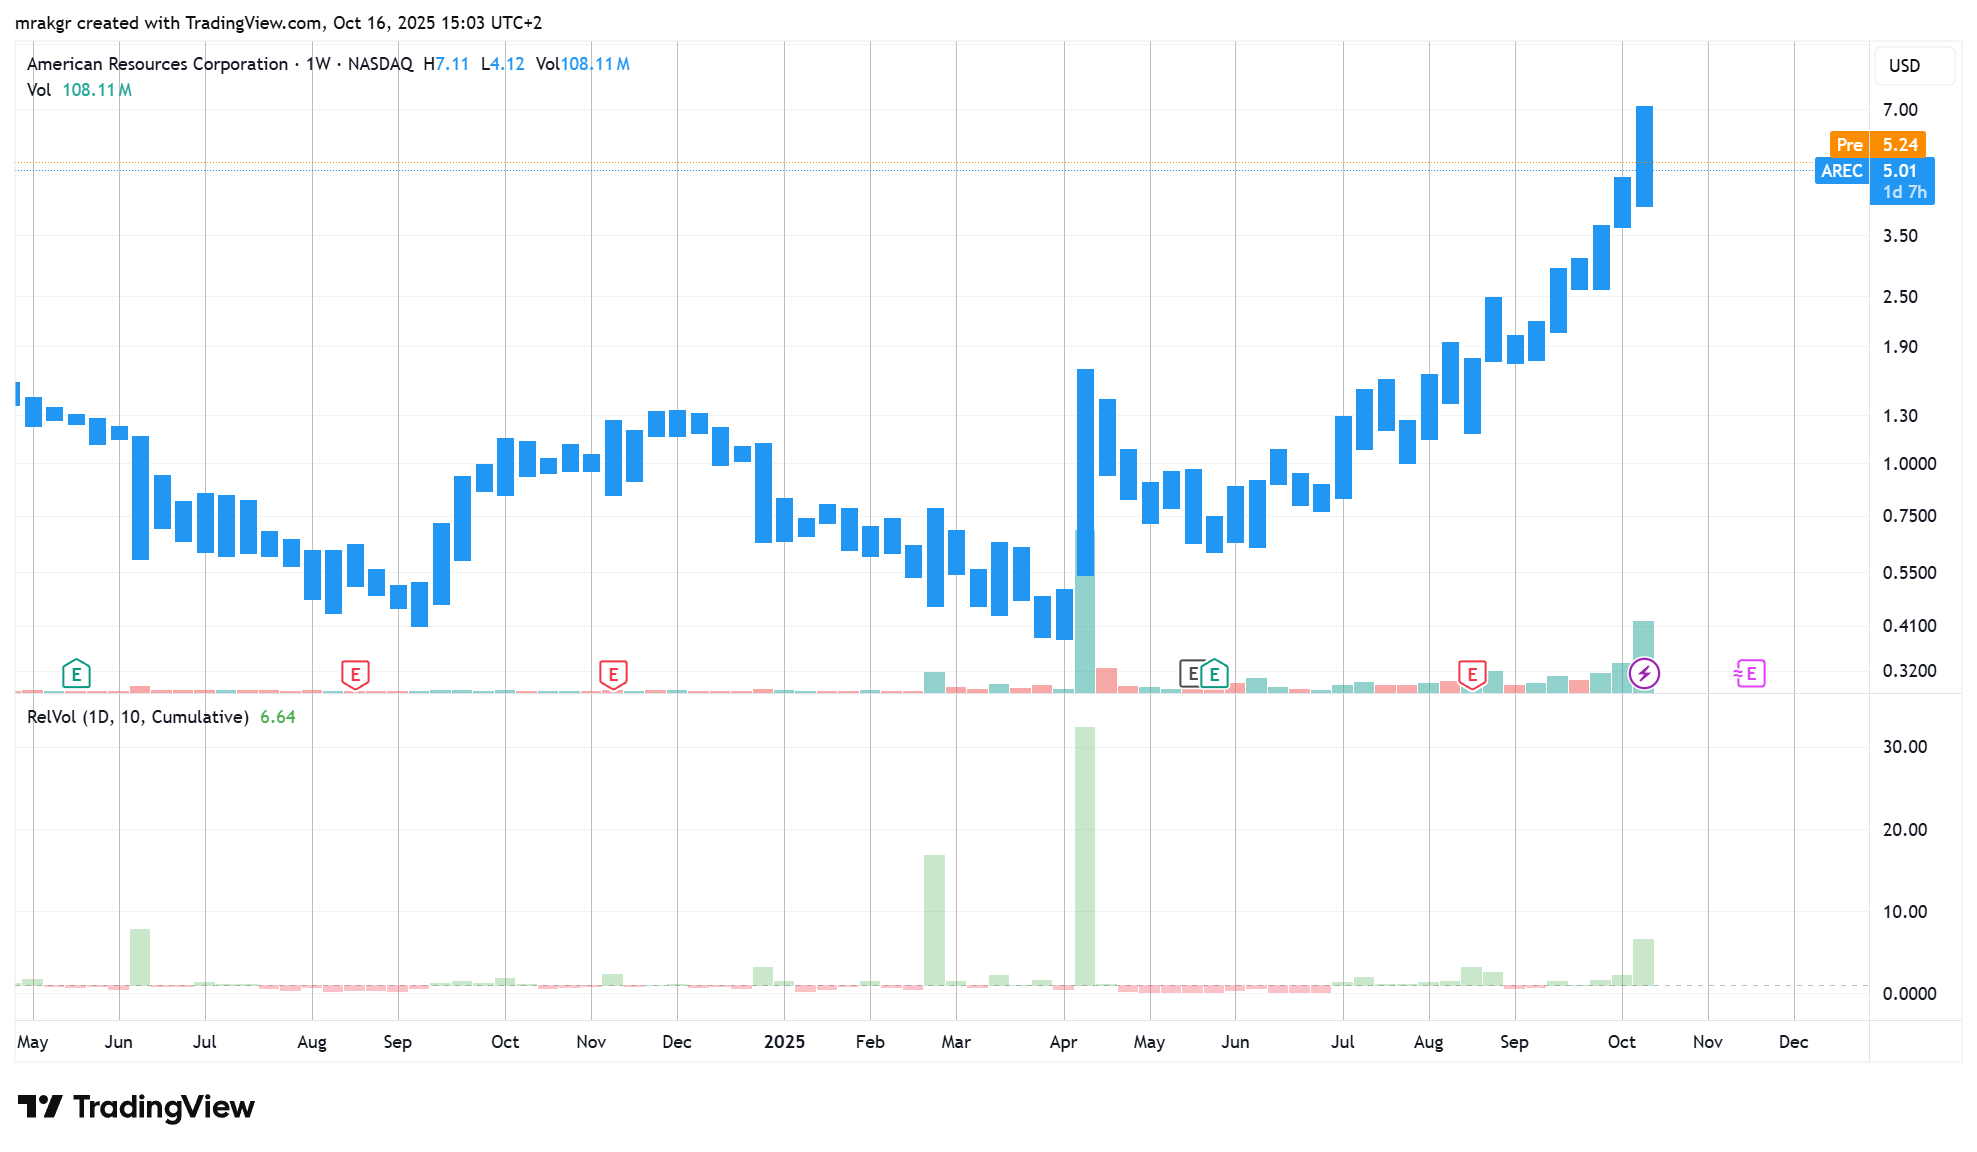 mrakgr created with TradingView.com, Oct 16, 2025 15:03 UTC+2
American Resources Corporation · 1W · NASDAQ H7.11 L4.12 Vol108.11 M
Vol 108.11 M
USD
7.00
Pre 5.24
AREC 5.01
1d 7h
3.50
2.50
1.90
1.30
1.0000
0.7500
0.5500
0.4100
0.3200
E E E E E E ≈E
RelVol (1D, 10, Cumulative) 6.64
30.00
20.00
10.00
0.0000
May Jun Jul Aug Sep Oct Nov Dec 2025 Feb Mar Apr May Jun Jul Aug Sep Oct Nov Dec
TradingView